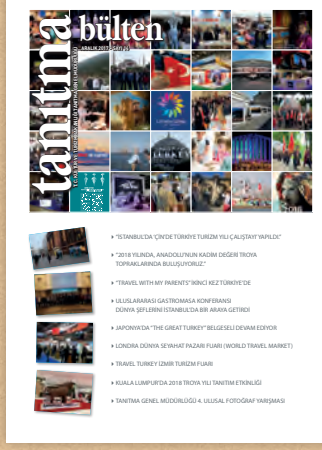 tanıtma
bülten
ARALIK 2017 • SAYI
"İSTANBUL'DA 'ÇİN'DE TÜRKİYE TURİZM YILI ÇALIŞTAYI' YAPILDI."
"2018 YILINDA, ANADOLU'NUN KADİM DEĞERİ TROYA
TOPRAKLARINDA BULUŞUYORUZ."
"TRAVEL WITH MY PARENTS" İKİNCİ KEZ TÜRKİYE'DE
ULUSLARARASI GASTROMASA KONFERANSI
DÜNYA ŞEFLERİNİ İSTANBUL'DA BİR ARAYA GETİRDİ
JAPONYA'DA "THE GREAT TURKEY" BELGESELİ DEVAM EDİYOR
LONDRA DÜNYA SEYAHAT PAZARI FUARI (WORLD TRAVEL MARKET)
TRAVEL TURKEY İZMİR TURİZM FUARI
KUALA LUMPUR'DA 2018 TROYA YILI TANITIM ETKİNLİĞİ
TANITMA GENEL MÜDÜRLÜĞÜ 4. ULUSAL FOTOĞRAF YARIŞMASI